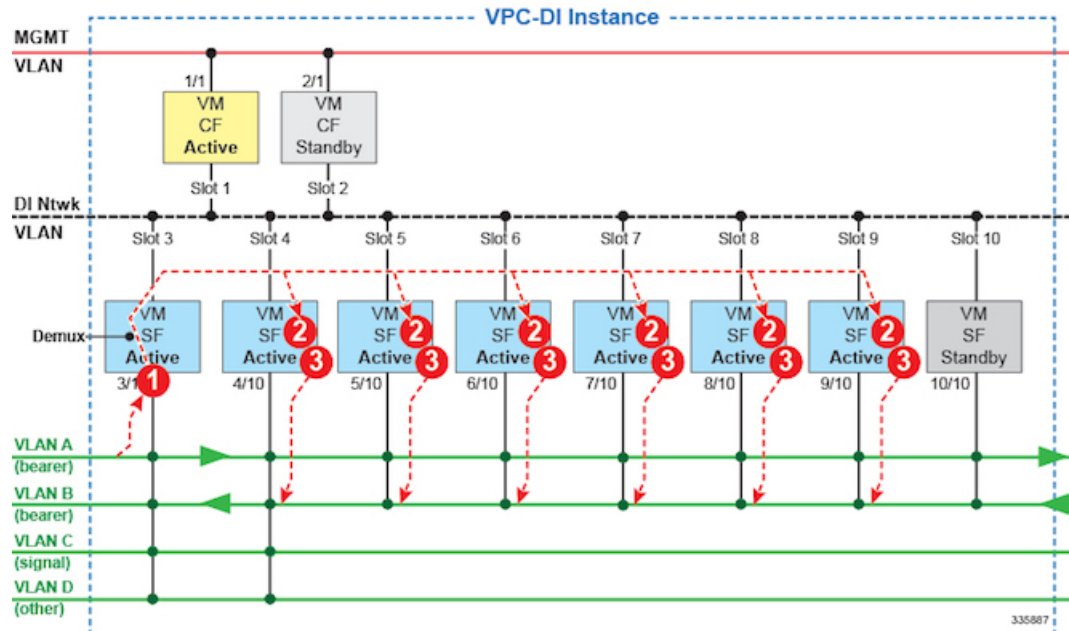 VPC-DI Instance
MGMT
VLAN
1/1
2/1
VM
CF
Active
VM
CF
Standby
Slot 1
Slot 2
DI Ntwk
VLAN
Slot 3
Slot 4
Slot 5
Slot 6
Slot 7
Slot 8
Slot 9
Slot 10
Demux
VM
SF
Active
VM
SF
Active
VM
SF
Active
VM
SF
Active
VM
SF
Active
VM
SF
Active
VM
SF
Active
VM
SF
Standby
2
2
2
2
2
2
3
3
3
3
3
3
1
4/10
5/10
6/10
7/10
8/10
9/10
10/10
VLAN A
(bearer)
VLAN B
(bearer)
VLAN C
(signal)
VLAN D
(other)
335887